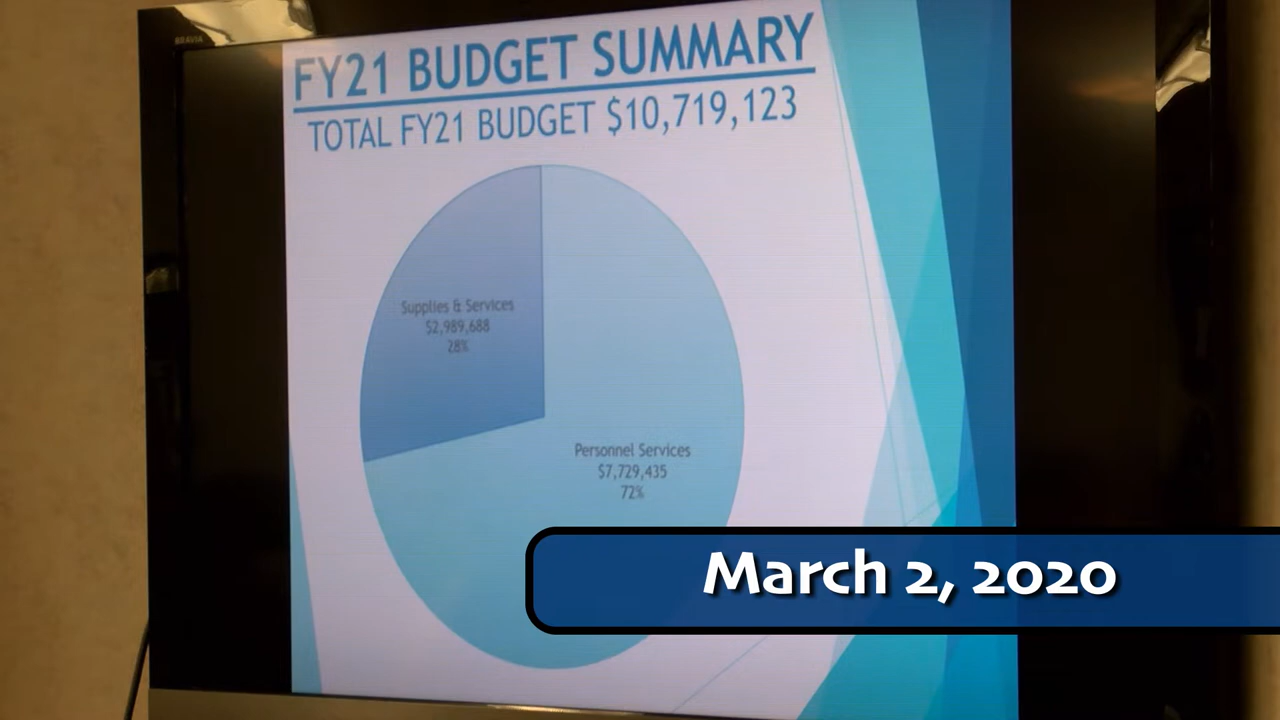 BRAVIA
FY21 BUDGET SUMMARY
TOTAL FY21 BUDGET $10,719,123
Supplies & Services
$2,989,688
28%
Personnel Services
$7,729,435
72%
March 2, 2020